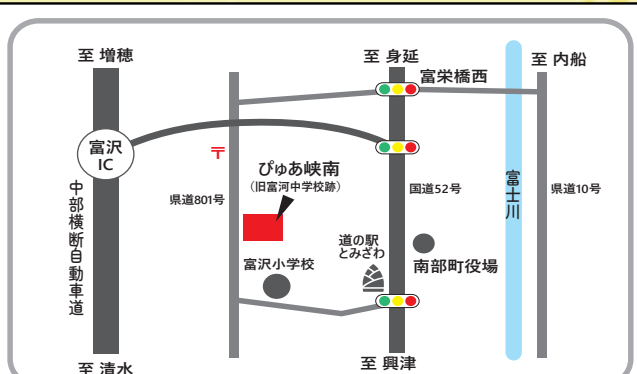 至 増穂
至 身延
富栄橋西
至 内船
富沢
IC
〒
ぴゅあ峡南
(旧富河中学校跡)
中部横断自動車道
県道801号
国道52号
富士川
県道10号
道の駅
とみざわ
富沢小学校
南部町役場
至 清水
至 興津